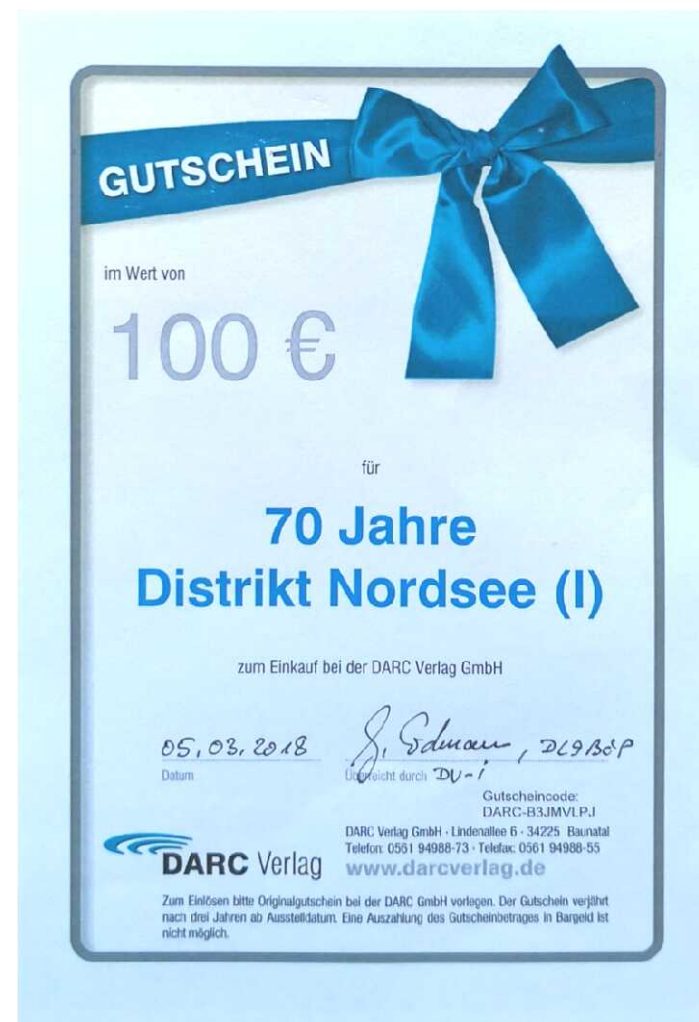 GUTSCHEIN
im Wert von
100 €
für
70 Jahre
Distrikt Nordsee (I)
zum Einkauf bei der DARC Verlag GmbH
05.03.2018
Datum
Überreicht durch DV-i
Gutscheincode:
DARC-B3JMVLPJ
DARC Verlag GmbH · Lindenallee 6 · 34225 Baunatal
Telefon: 0561 94988-73 · Telefax: 0561 94988-55
DARC Verlag
www.darcverlag.de
Zum Einlösen bitte Originalgutschein bei der DARC GmbH vorlegen. Der Gutschein verjährt
nach drei Jahren ab Ausstelldatum. Eine Auszahlung des Gutscheinbetrages in Bargeld ist
nicht möglich.